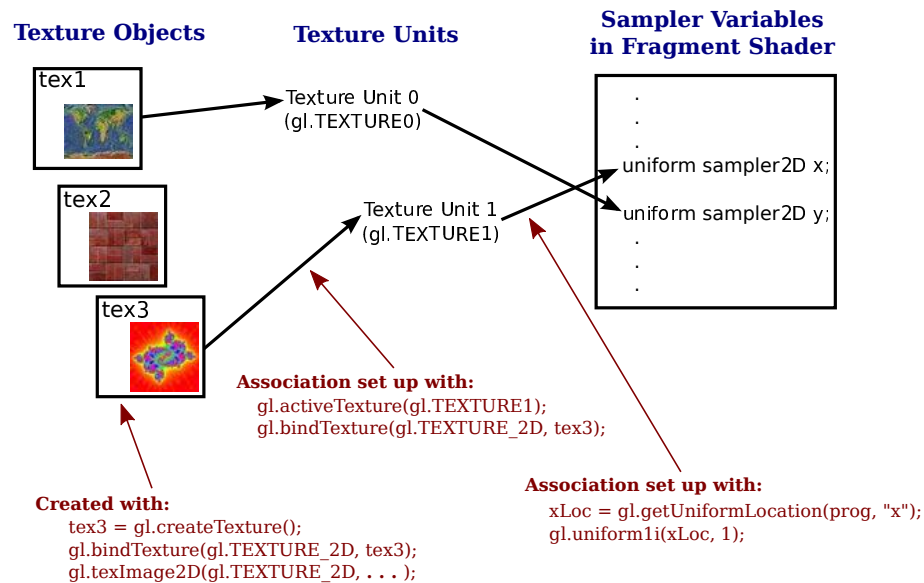 Texture Objects
Texture Units
Sampler Variables
in Fragment Shader
tex1
tex2
tex3
Texture Unit 0
(gl.TEXTURE0)
Texture Unit 1
(gl.TEXTURE1)
.
.
.
uniform sampler2D x;
uniform sampler2D y;
.
.
.
Association set up with:
gl.activeTexture(gl.TEXTURE1);
gl.bindTexture(gl.TEXTURE_2D, tex3);
Association set up with:
xLoc = gl.getUniformLocation(prog, "x");
gl.uniform1i(xLoc, 1);
Created with:
tex3 = gl.createTexture();
gl.bindTexture(gl.TEXTURE_2D, tex3);
gl.texImage2D(gl.TEXTURE_2D, . . . );